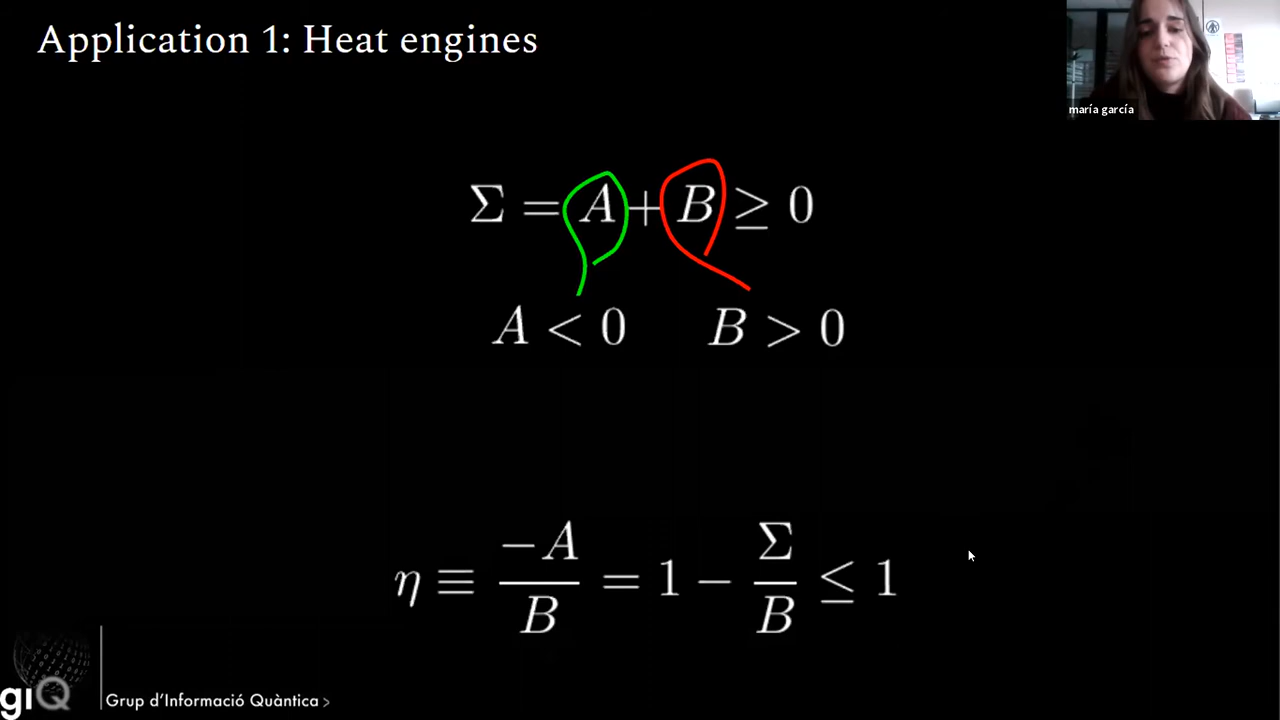 Application 1: Heat engines
maría garcía
Σ = A + B ≥ 0
A < 0 B > 0
η ≡ −A/B = 1 − Σ/B ≤ 1
giQ
Grup d’Informació Quàntica >